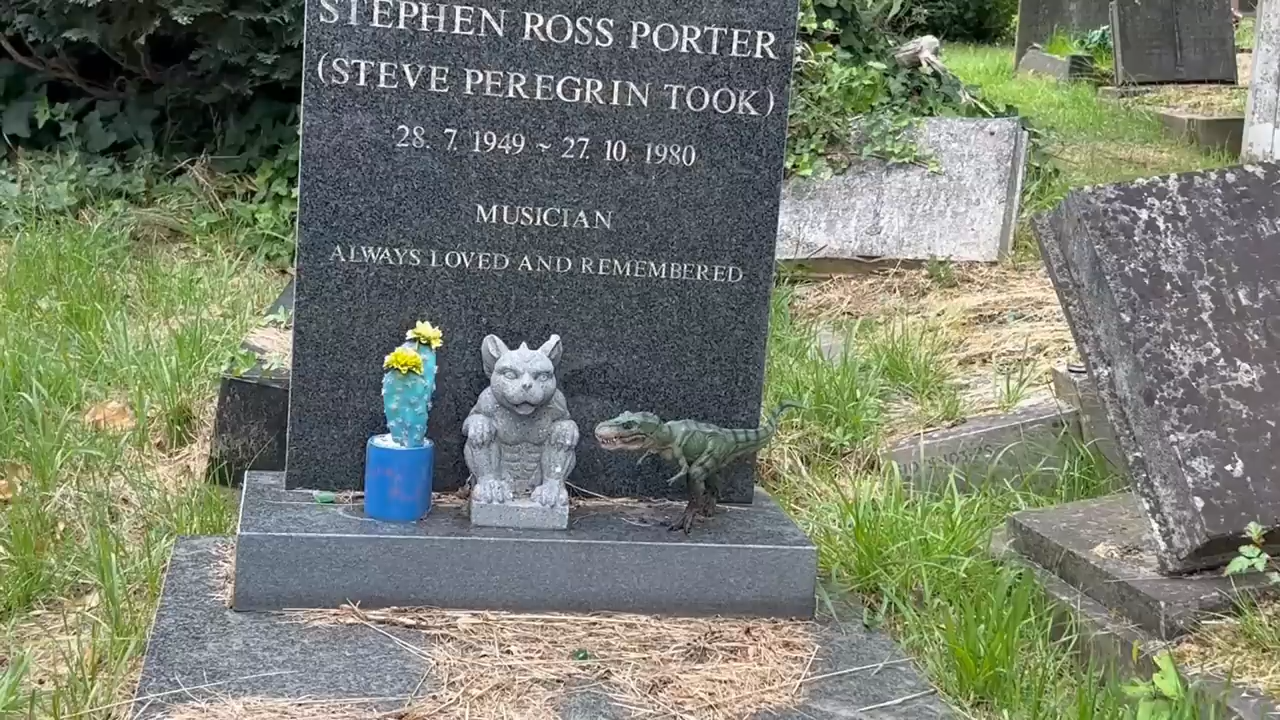 STEPHEN ROSS PORTER
(STEVE PEREGRIN TOOK)
28. 7. 1949 ~ 27. 10. 1980
MUSICIAN
ALWAYS LOVED AND REMEMBERED